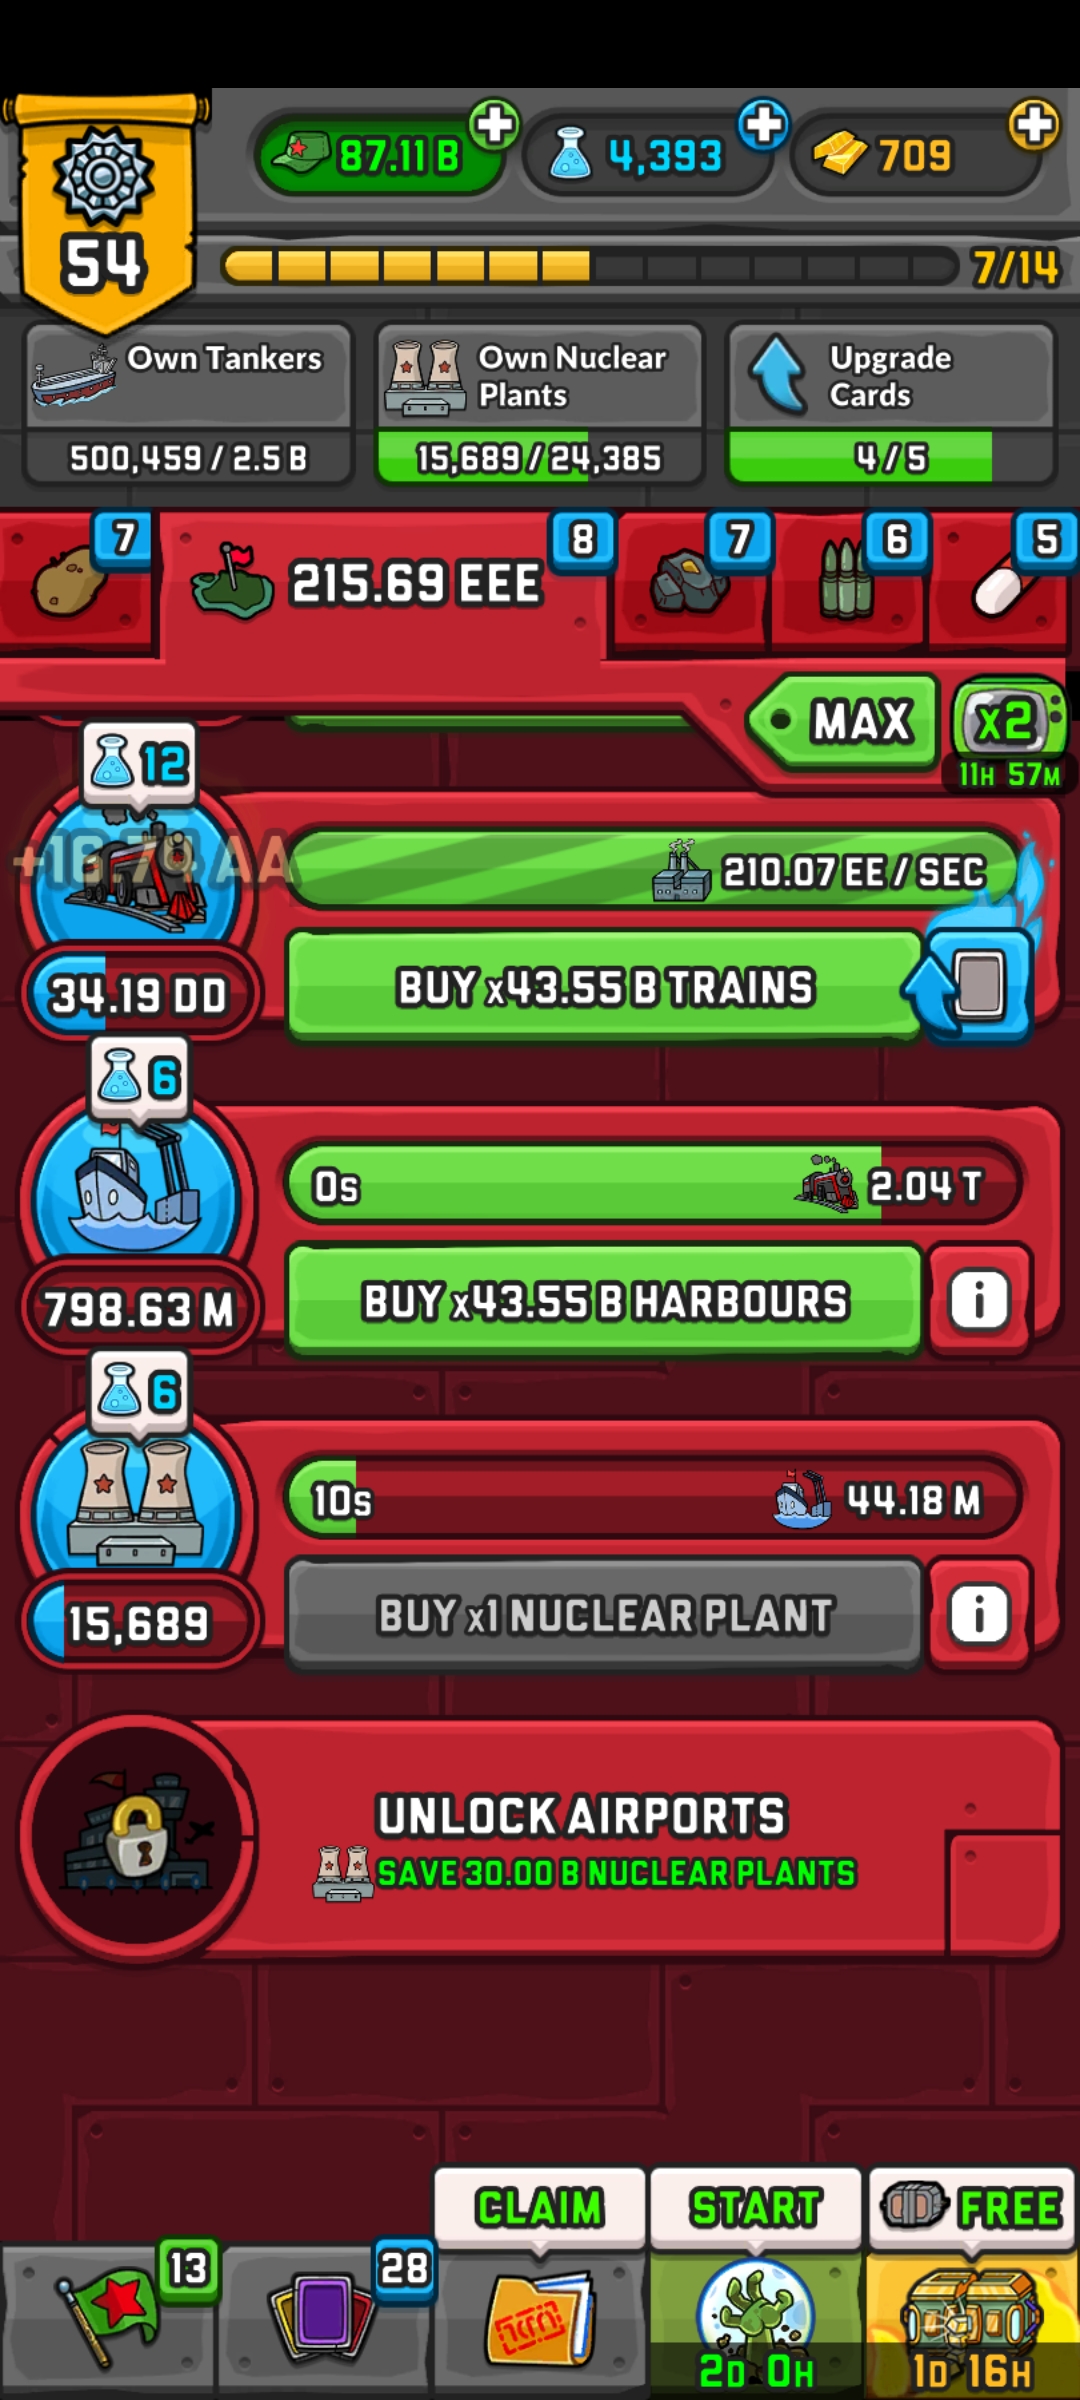 54
87.11 B
4,393
709
7/14
Own Tankers
500,459 / 2.5 B
Own Nuclear
Plants
15,689 / 24,385
Upgrade
Cards
4 / 5
7
215.69 EEE
8
7
6
5
MAX
x2
11H 57M
12
+16.74 AA
210.07 EE / SEC
34.19 DD
BUY x43.55 B TRAINS
6
0s
2.04 T
798.63 M
BUY x43.55 B HARBOURS
i
6
10s
44.18 M
15,689
BUY x1 NUCLEAR PLANT
i
UNLOCK AIRPORTS
SAVE 30.00 B NUCLEAR PLANTS
CLAIM
START
FREE
13
28
2D 0H
1D 16H